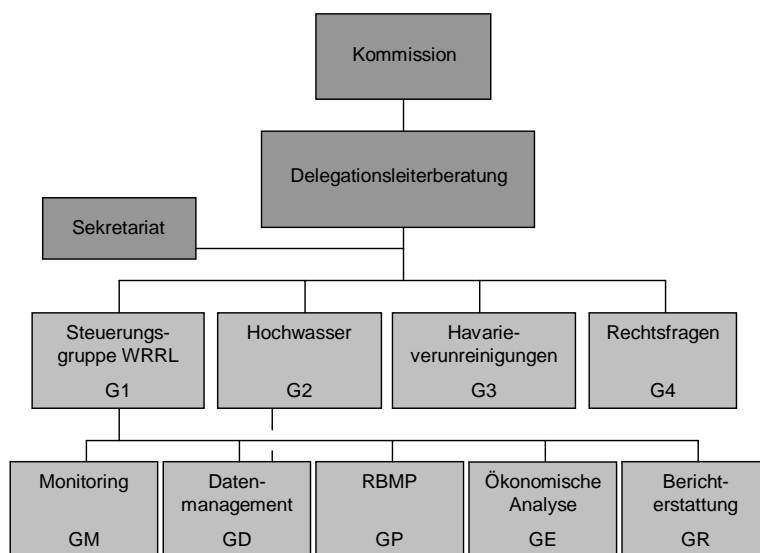 Kommission
Delegationsleiterberatung
Sekretariat
Steuerungs-
gruppe WRRL
G1
Hochwasser
G2
Havarie-
verunreinigungen
G3
Rechtsfragen
G4
Monitoring
GM
Daten-
management
GD
RBMP
GP
Ökonomische
Analyse
GE
Bericht-
erstattung
GR